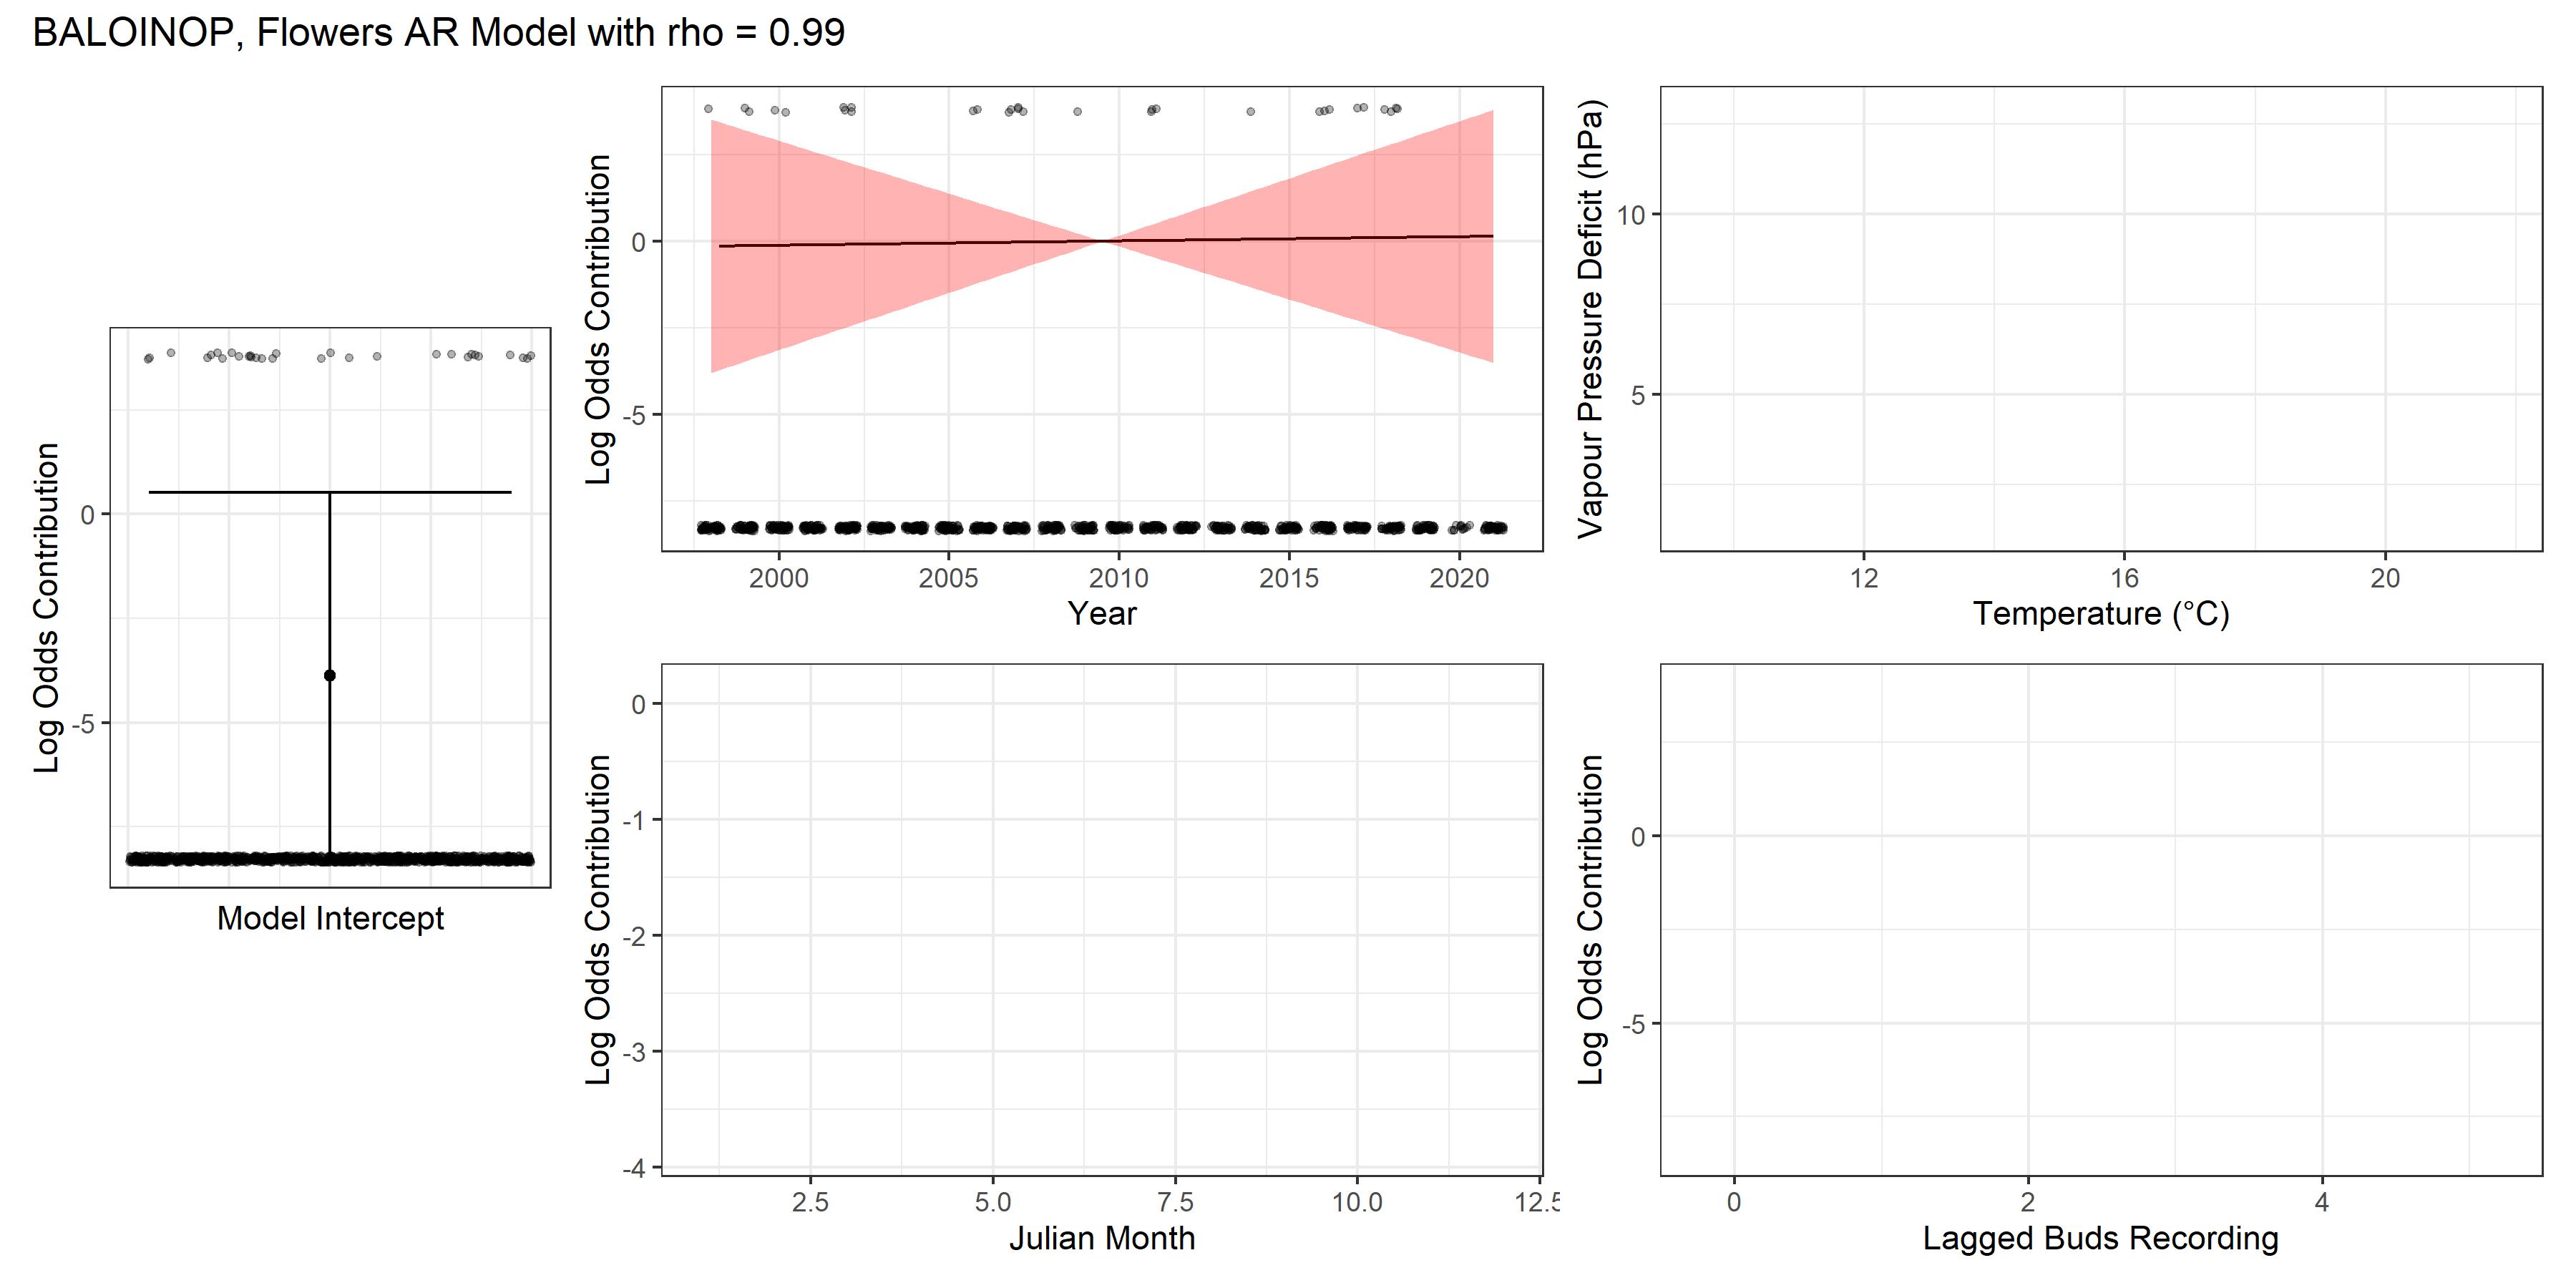 BALOINOP, Flowers AR Model with rho = 0.99
Log Odds Contribution
0
-5
Model Intercept
Log Odds Contribution
0
-5
2000 2005 2010 2015 2020
Year
Vapour Pressure Deficit (hPa)
10
5
12 16 20
Temperature (°C)
Log Odds Contribution
0
-1
-2
-3
-4
2.5 5.0 7.5 10.0 12.5
Julian Month
Log Odds Contribution
0
-5
0 2 4
Lagged Buds Recording